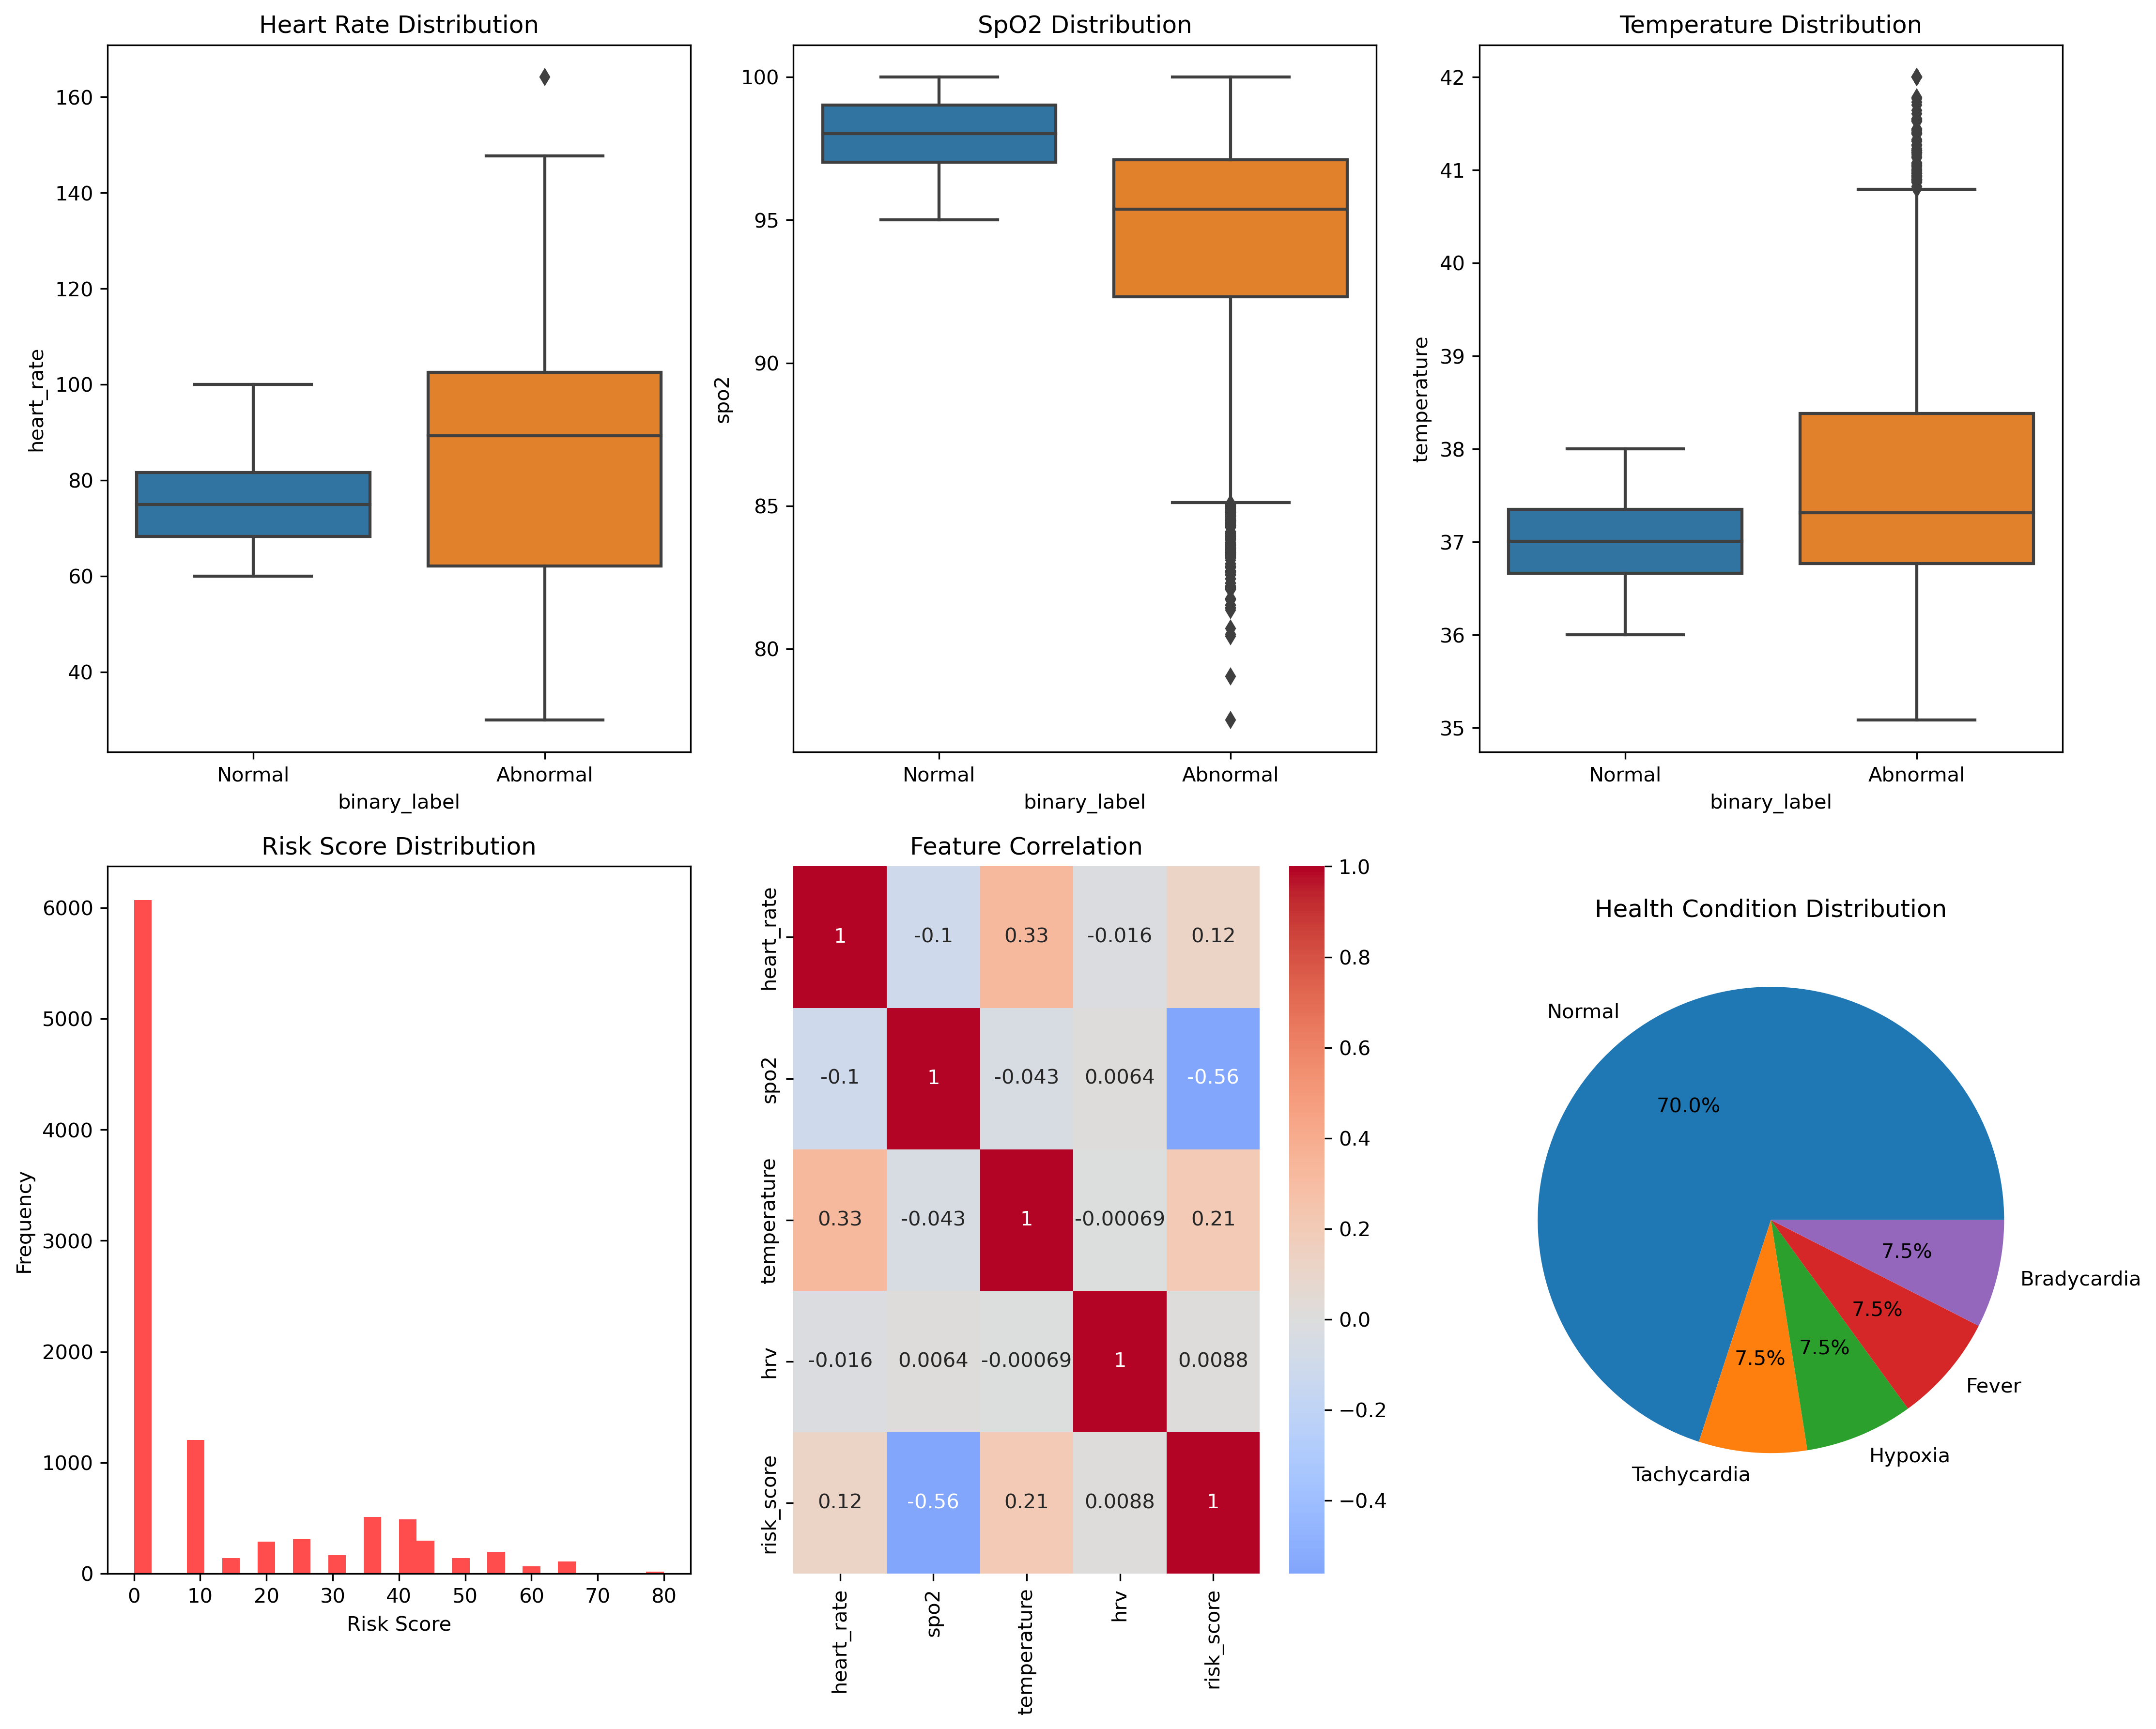 Heart Rate Distribution
heart_rate
160
140
120
100
80
60
40
Normal
Abnormal
binary_label
SpO2 Distribution
spo2
100
95
90
85
80
Normal
Abnormal
binary_label
Temperature Distribution
temperature
42
41
40
39
38
37
36
35
Normal
Abnormal
binary_label
Risk Score Distribution
Frequency
6000
5000
4000
3000
2000
1000
0
0 10 20 30 40 50 60 70 80
Risk Score
Feature Correlation
heart_rate
1 -0.1 0.33 -0.016 0.12
spo2
-0.1 1 -0.043 0.0064 -0.56
temperature
0.33 -0.043 1 -0.00069 0.21
hrv
-0.016 0.0064 -0.00069 1 0.0088
risk_score
0.12 -0.56 0.21 0.0088 1
heart_rate
spo2
temperature
hrv
risk_score
1.0
0.8
0.6
0.4
0.2
0.0
−0.2
−0.4
Health Condition Distribution
Normal
70.0%
Tachycardia
7.5%
Hypoxia
7.5%
Fever
7.5%
Bradycardia
7.5%